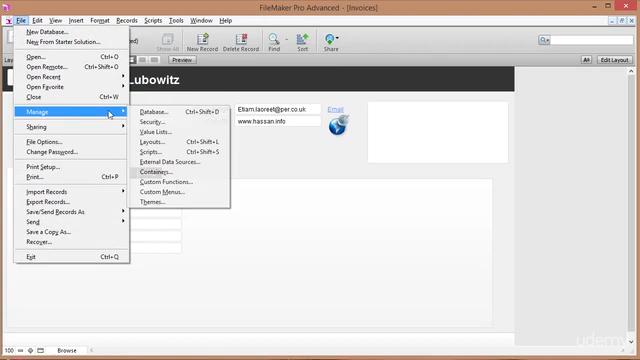 FileMaker Pro Advanced - [Invoices]
File Edit View Insert Format Records Scripts Tools Window Help
New Database...
New From Starter Solution...
Open... Ctrl+O
Open Remote... Ctrl+Shift+O
Open Recent
Open Favorite
Close Ctrl+W
Manage
Sharing
File Options...
Change Password...
Print Setup...
Print... Ctrl+P
Import Records
Export Records...
Save/Send Records As
Send
Save a Copy As...
Recover...
Exit Ctrl+Q
Database... Ctrl+Shift+D
Security...
Value Lists...
Layouts... Ctrl+Shift+L
Scripts... Ctrl+Shift+S
External Data Sources...
Containers...
Custom Functions...
Custom Menus...
Themes...
Show All New Record Delete Record Find Sort Share
Preview Edit Layout
Lubowitz
Etiam.laoreet@per.co.uk Email
www.hassan.info
100 Browse
udemy